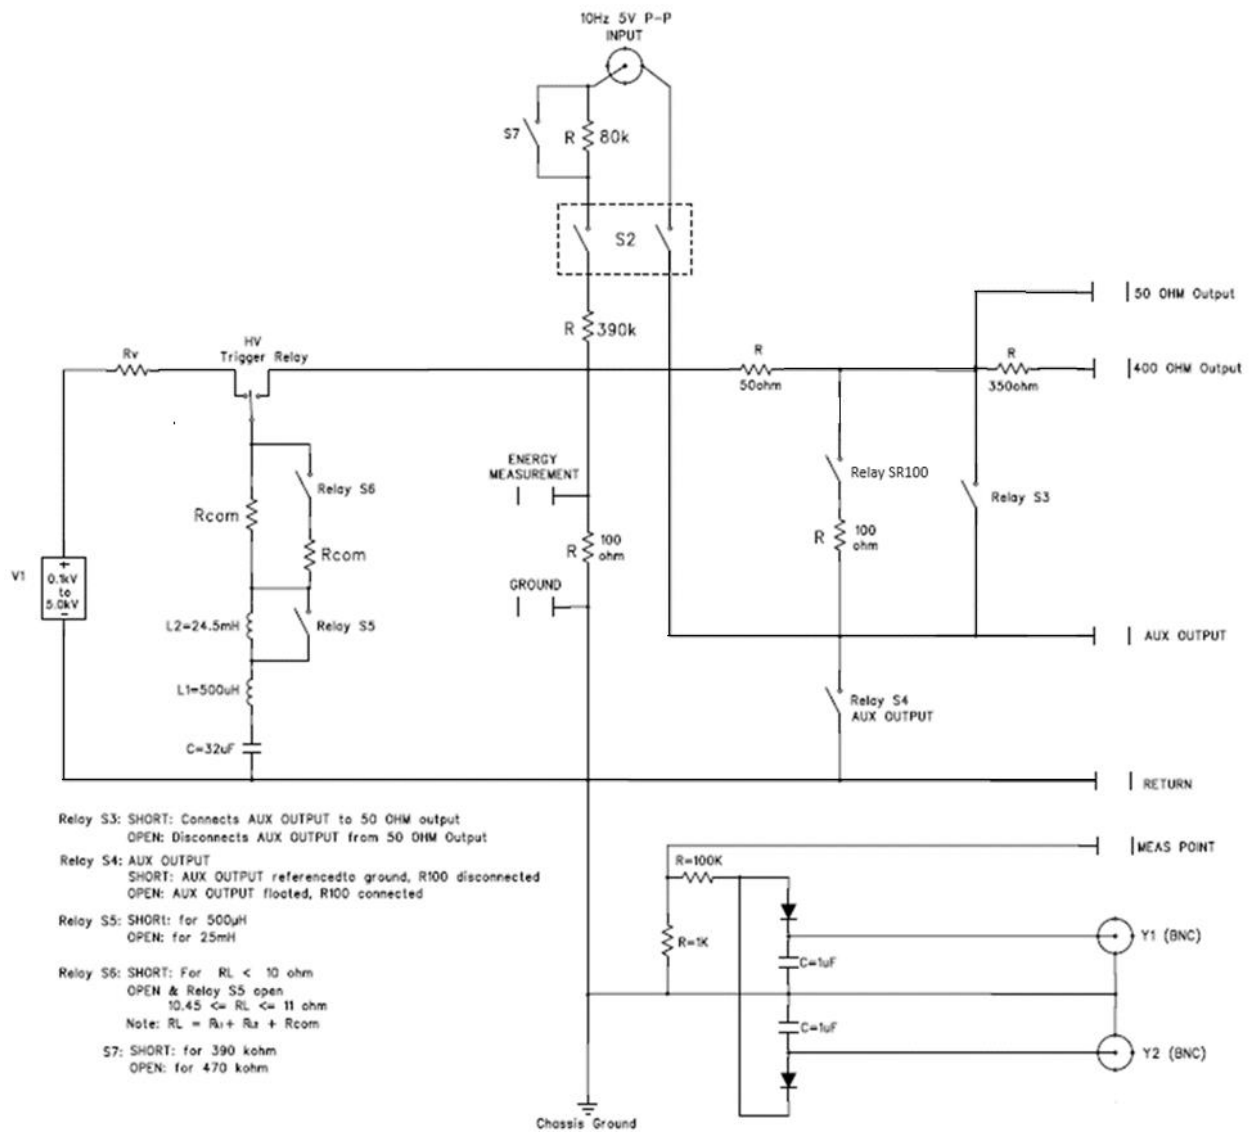 10Hz 5V P-P
INPUT
S7
R 80k
S2
R 390k
HV
Trigger Relay
Rv
R
50ohm
R
350ohm
50 OHM Output
400 OHM Output
ENERGY
MEASUREMENT
Relay SR100
Relay S6
Relay S3
Rcom
Rcom
R 100
ohm
R 100
ohm
V1
+
0.1kV
to
5.0kV
-
GROUND
L2=24.5mH
Relay S5
AUX OUTPUT
L1=500uH
Relay S4
AUX OUTPUT
C=32uF
RETURN
Relay S3: SHORT: Connects AUX OUTPUT to 50 OHM output
OPEN: Disconnects AUX OUTPUT from 50 OHM Output
Relay S4: AUX OUTPUT
SHORT: AUX OUTPUT referencedto ground, R100 disconnected
OPEN: AUX OUTPUT floated, R100 connected
Relay S5: SHORt: for 500µH
OPEN: for 25mH
Relay S6: SHORT: For RL < 10 ohm
OPEN & Relay S5 open
10.45 <= RL <= 11 ohm
Note: RL = + + Rcom
S7: SHORT: for 390 kohm
OPEN: for 470 kohm
MEAS POINT
R=100K
R=1K
Y1 (BNC)
C=1uF
C=1uF
Y2 (BNC)
Chassis Ground